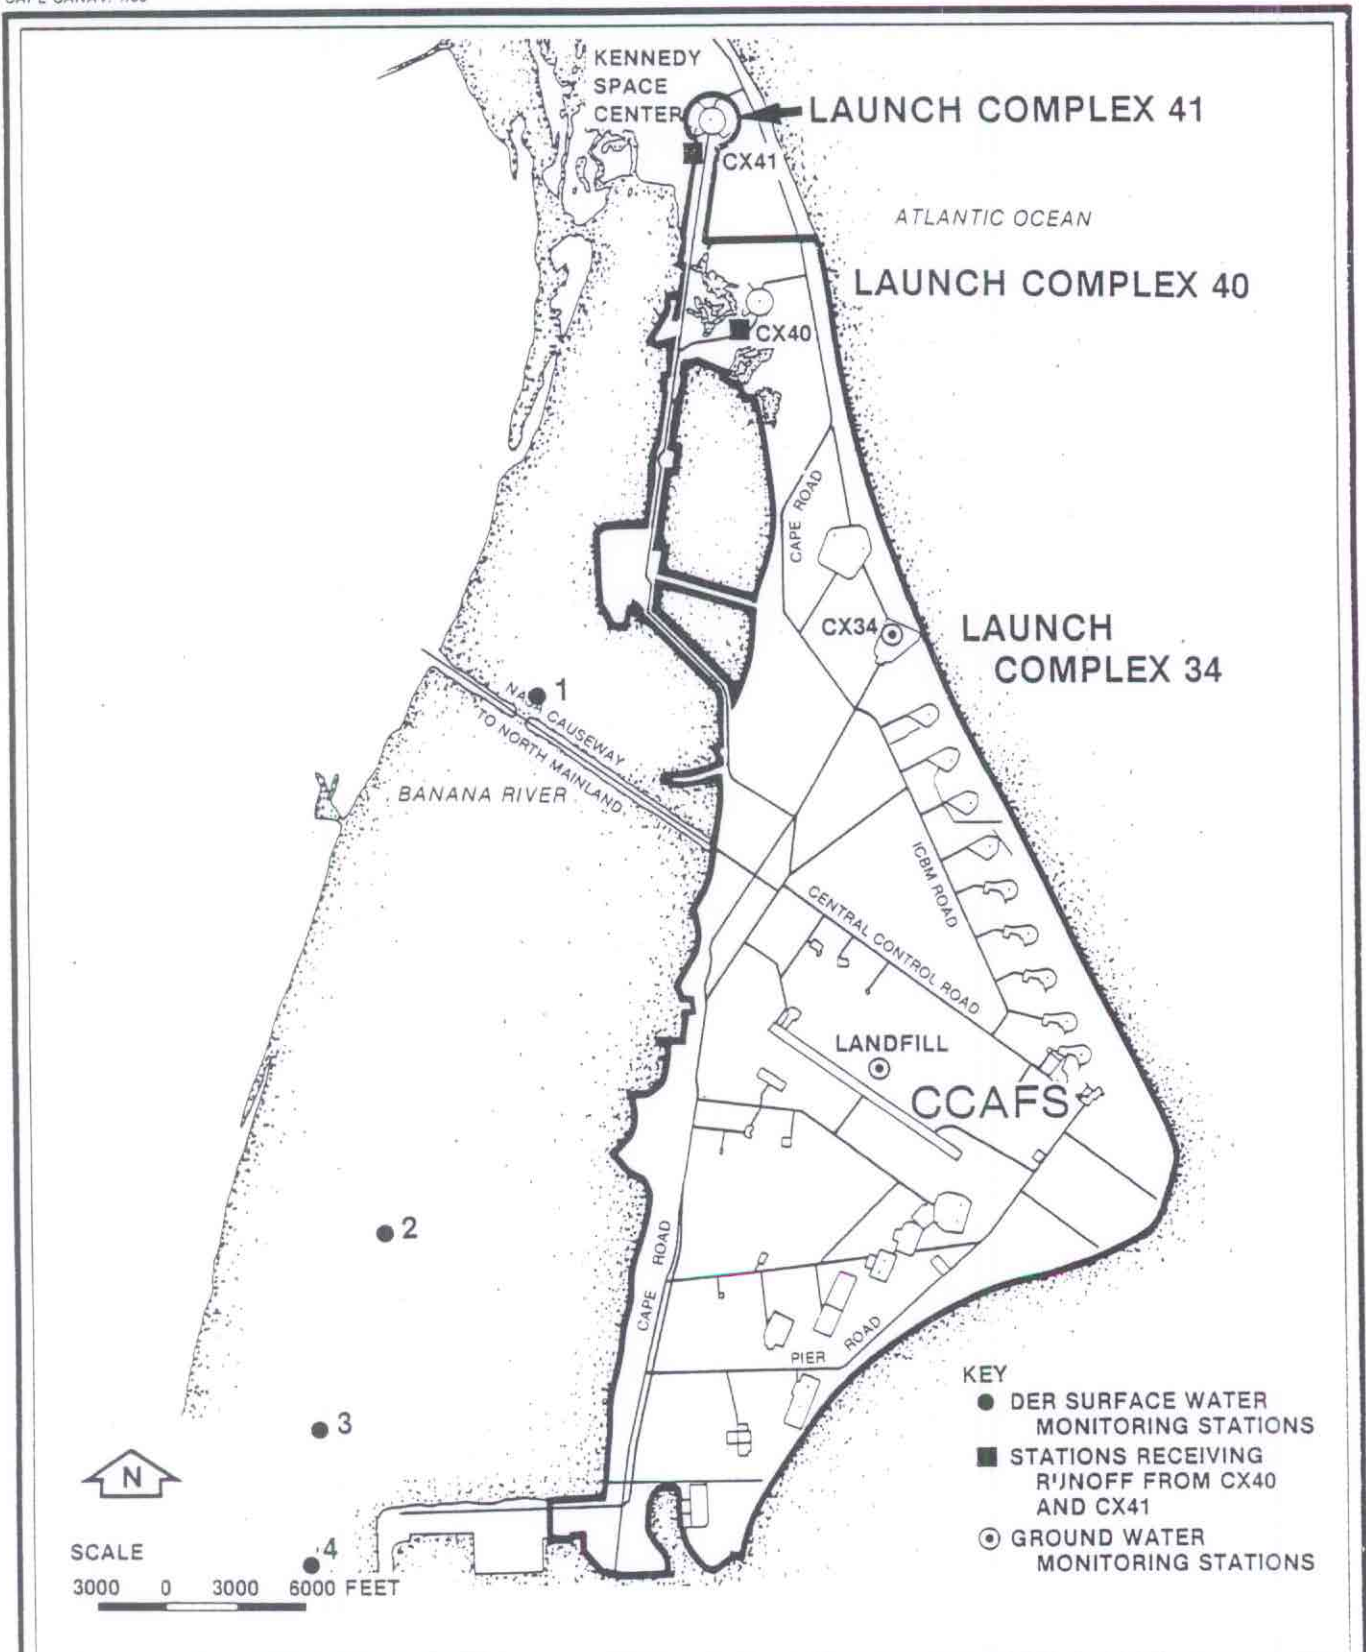 KENNEDY
SPACE
CENTER
LAUNCH COMPLEX 41
CX41
ATLANTIC OCEAN
LAUNCH COMPLEX 40
CX40
CAPE ROAD
CX34
LAUNCH
COMPLEX 34
1
NASA CAUSEWAY
TO NORTH MAINLAND
BANANA RIVER
ICBM ROAD
CENTRAL CONTROL ROAD
LANDFILL
CCAFS
2
CAPE ROAD
PIER ROAD
3
4
N
SCALE
3000 0 3000 6000 FEET
KEY
DER SURFACE WATER
MONITORING STATIONS
STATIONS RECEIVING
RUNOFF FROM CX40
AND CX41
GROUND WATER
MONITORING STATIONS